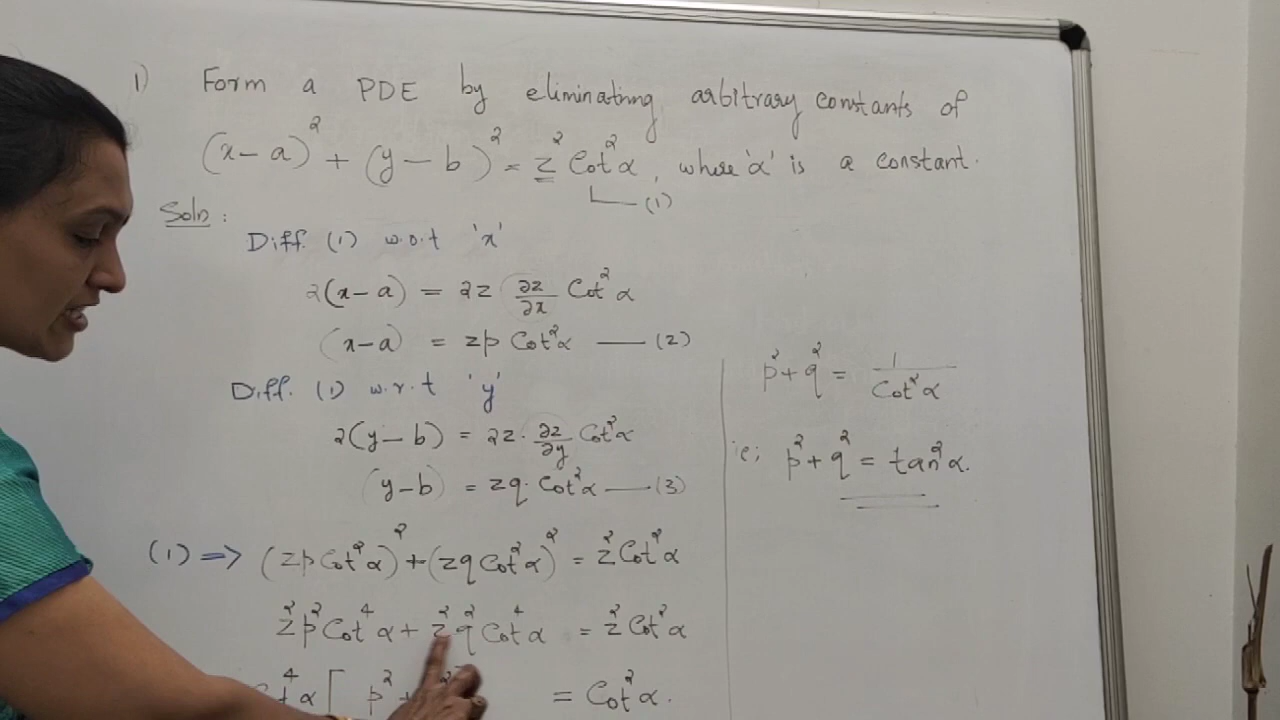 1) Form a PDE by eliminating arbitrary constants of
(x-a)² + (y-b)² = z² Cot²α, where 'α' is a constant.
(1)
Soln :
Diff. (1) w.r.t 'x'
2(x-a) = 2z ∂z/∂x Cot²α
(x-a) = zp Cot²α — (2)
Diff. (1) w.r.t 'y'
2(y-b) = 2z. ∂z/∂y Cot²α
(y-b) = zq. Cot²α — (3)
(1) => (zp Cot²α)² + (zq Cot²α)² = z² Cot²α
z²p² Cot⁴α + z²q² Cot⁴α = z² Cot²α
⁴α [ p² + = Cot²α.
p² + q² = 1/Cot²α
ie; p² + q² = tan²α.